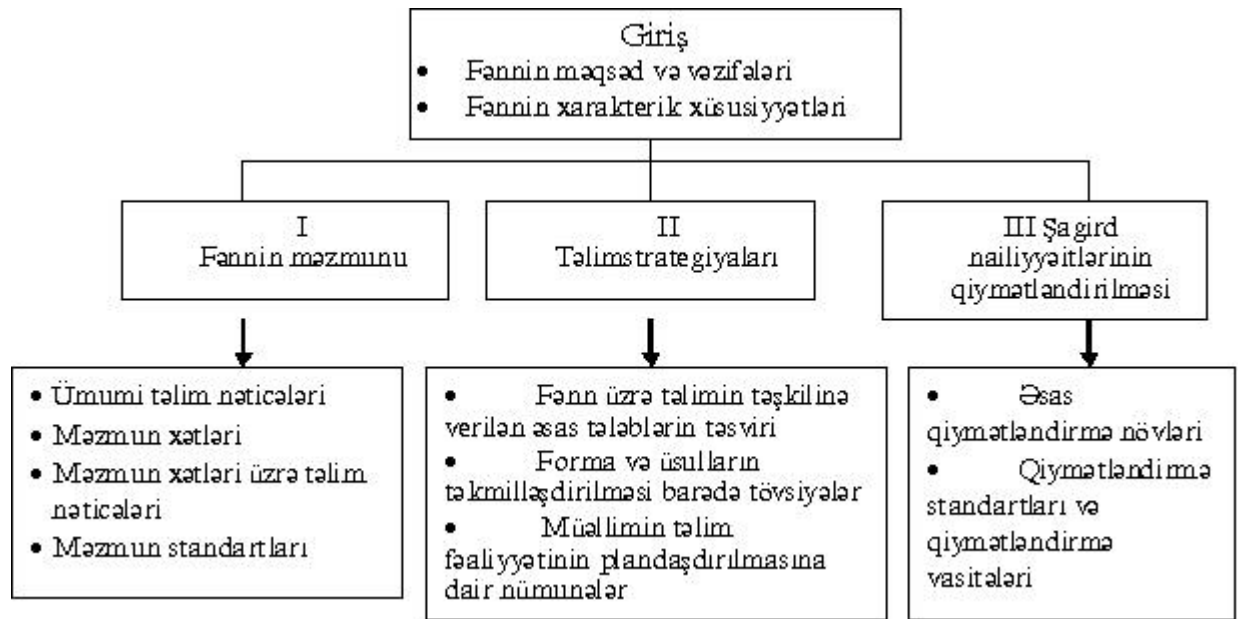 Giriş
• Fənnin məqsəd və vəzifələri
• Fənnin xarakterik xüsusiyyətləri
I
Fənnin məzmunu
II
Təlimstrategiyaları
III Şagird
nailiyyəitlərinin
qiymətləndirilməsi
• Ümumi təlim nəticələri
• Məzmun xətləri
• Məzmun xətləri üzrə təlim
nəticələri
• Məzmun standartları
• Fənn üzrə təlimin təşkilinə
verilən əsas tələblərin təsviri
• Forma və üsulların
təkmilləşdirilməsi barədə tövsiyələr
• Müəllimin təlim
fəaliyyətinin plandaşdırılmasına
dair nümunələr
• Əsas
qiymətləndirmə növləri
• Qiymətləndirmə
standartları və
qiymətləndirmə
vasitələri